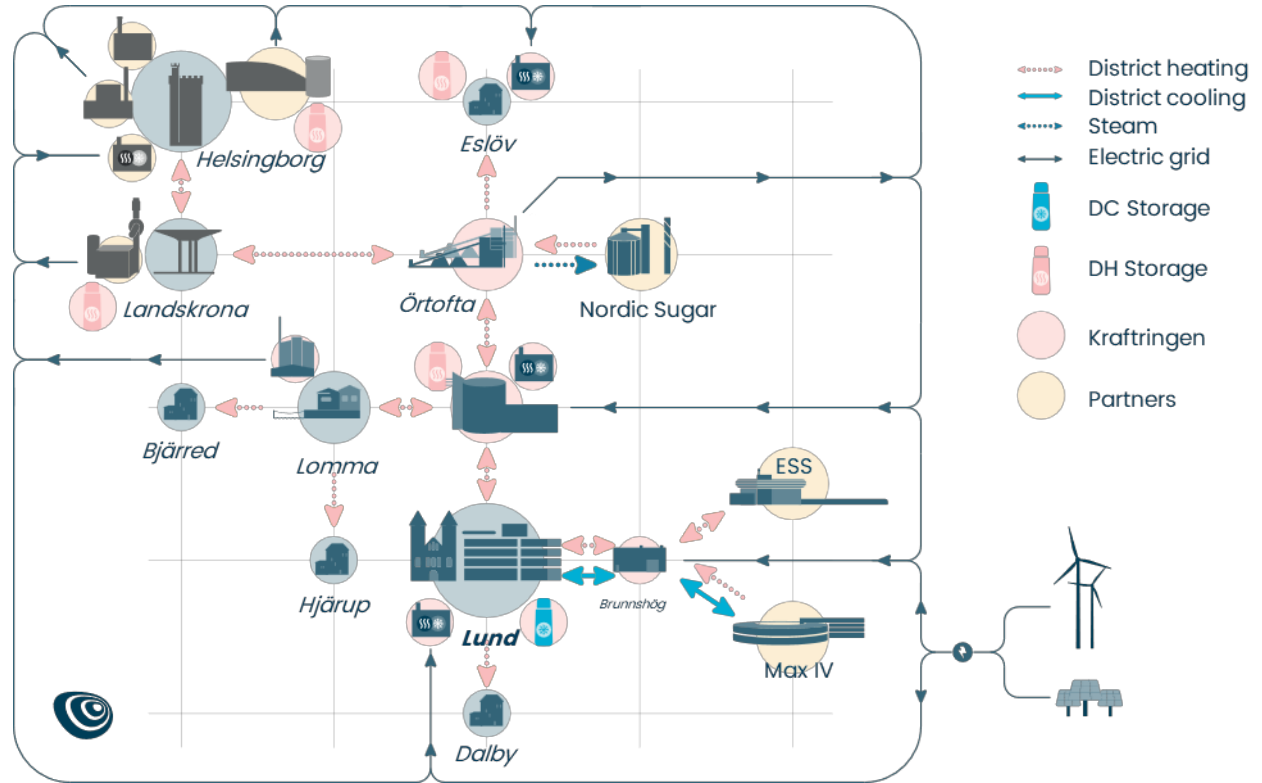 District heating
District cooling
Steam
Electric grid
DC Storage
DH Storage
Kraftringen
Partners
Helsingborg
Eslöv
Landskrona
Örtofta
Nordic Sugar
Bjärred
Lomma
ESS
Hjärup
Brunnshög
Lund
Max IV
Dalby